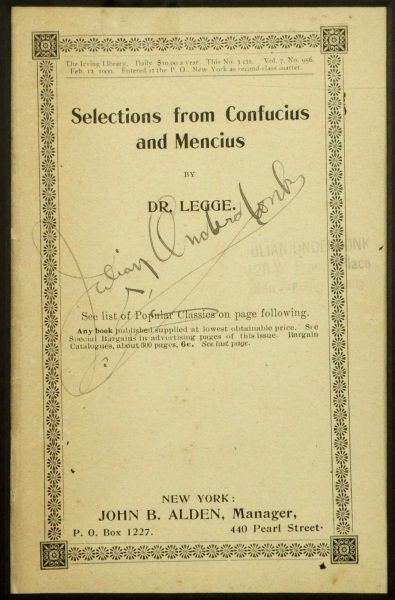 The Irving Library. Daily $10.00 a year. This No. 3 cts. Vol. 7, No. 956.
Feb. 12 1900. Entered at the P. O. New York as second-class matter.
Selections from Confucius
and Mencius
BY
DR. LEGGE.
Julian Onderdonk
ULIAN ONDERDONK
Place
See list of Popular Classics on page following.
Any book published supplied at lowest obtainable price. See
Special Bargains in advertising pages of this issue. Bargain
Catalogues, about 300 pages, 6c. See last page.
NEW YORK:
JOHN B. ALDEN, Manager,
P. O. Box 1227. 440 Pearl Street.